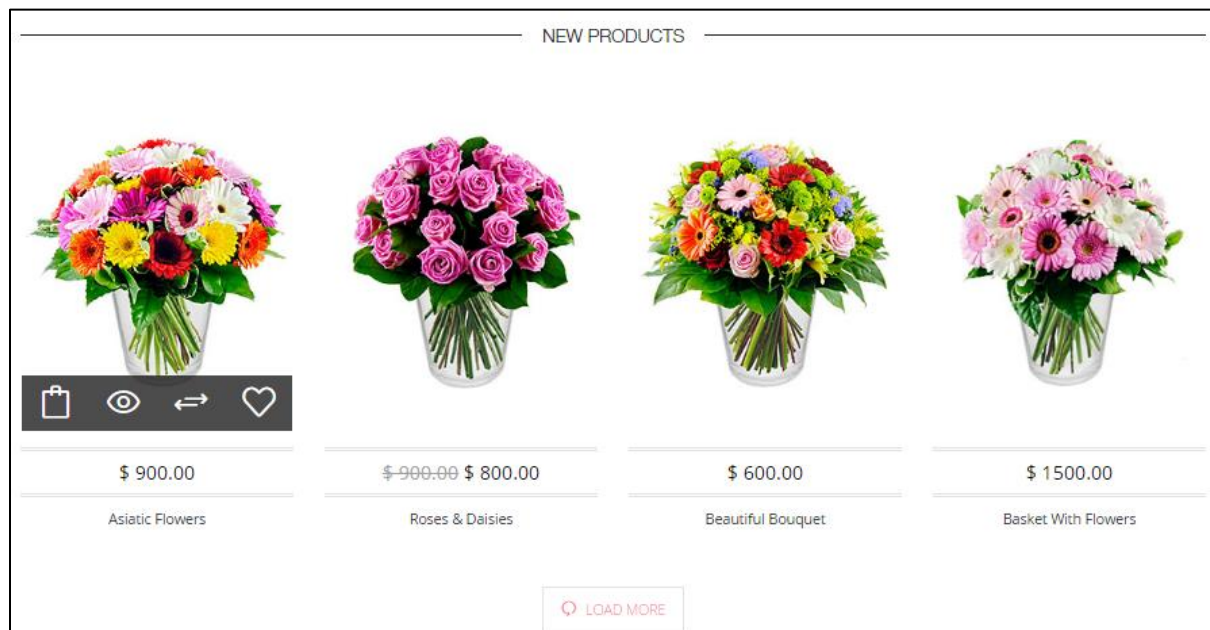 NEW PRODUCTS
$ 900.00
$ 900.00 $ 800.00
$ 600.00
$ 1500.00
Asiatic Flowers
Roses & Daisies
Beautiful Bouquet
Basket With Flowers
LOAD MORE